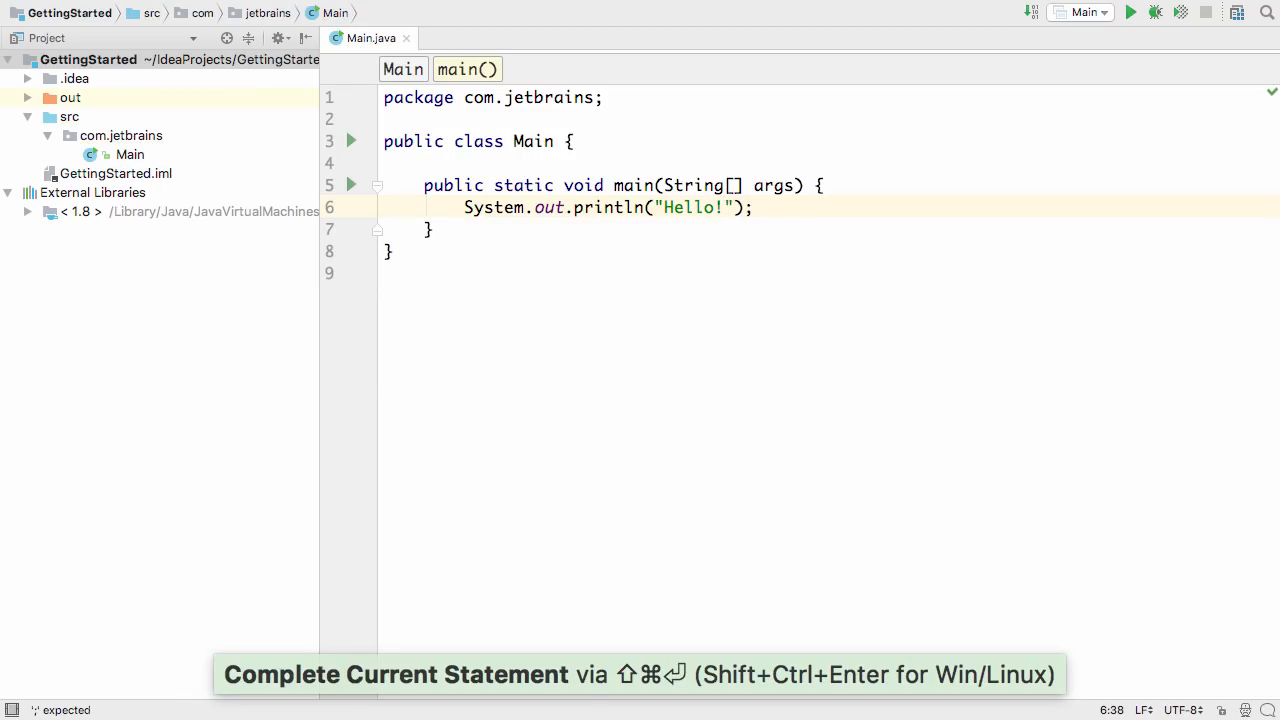 GettingStarted src com jetbrains Main Main
Project Main.java
GettingStarted ~/IdeaProjects/GettingStarte
.idea
out
src
com.jetbrains
Main
GettingStarted.iml
External Libraries
< 1.8 > /Library/Java/JavaVirtualMachines
Main main()
1 package com.jetbrains;
2
3 public class Main {
4
5 public static void main(String[] args) {
6 System.out.println("Hello!");
7 }
8 }
9
Complete Current Statement via ⇧⌘⏎ (Shift+Ctrl+Enter for Win/Linux)
';' expected 6:38 LF UTF-8